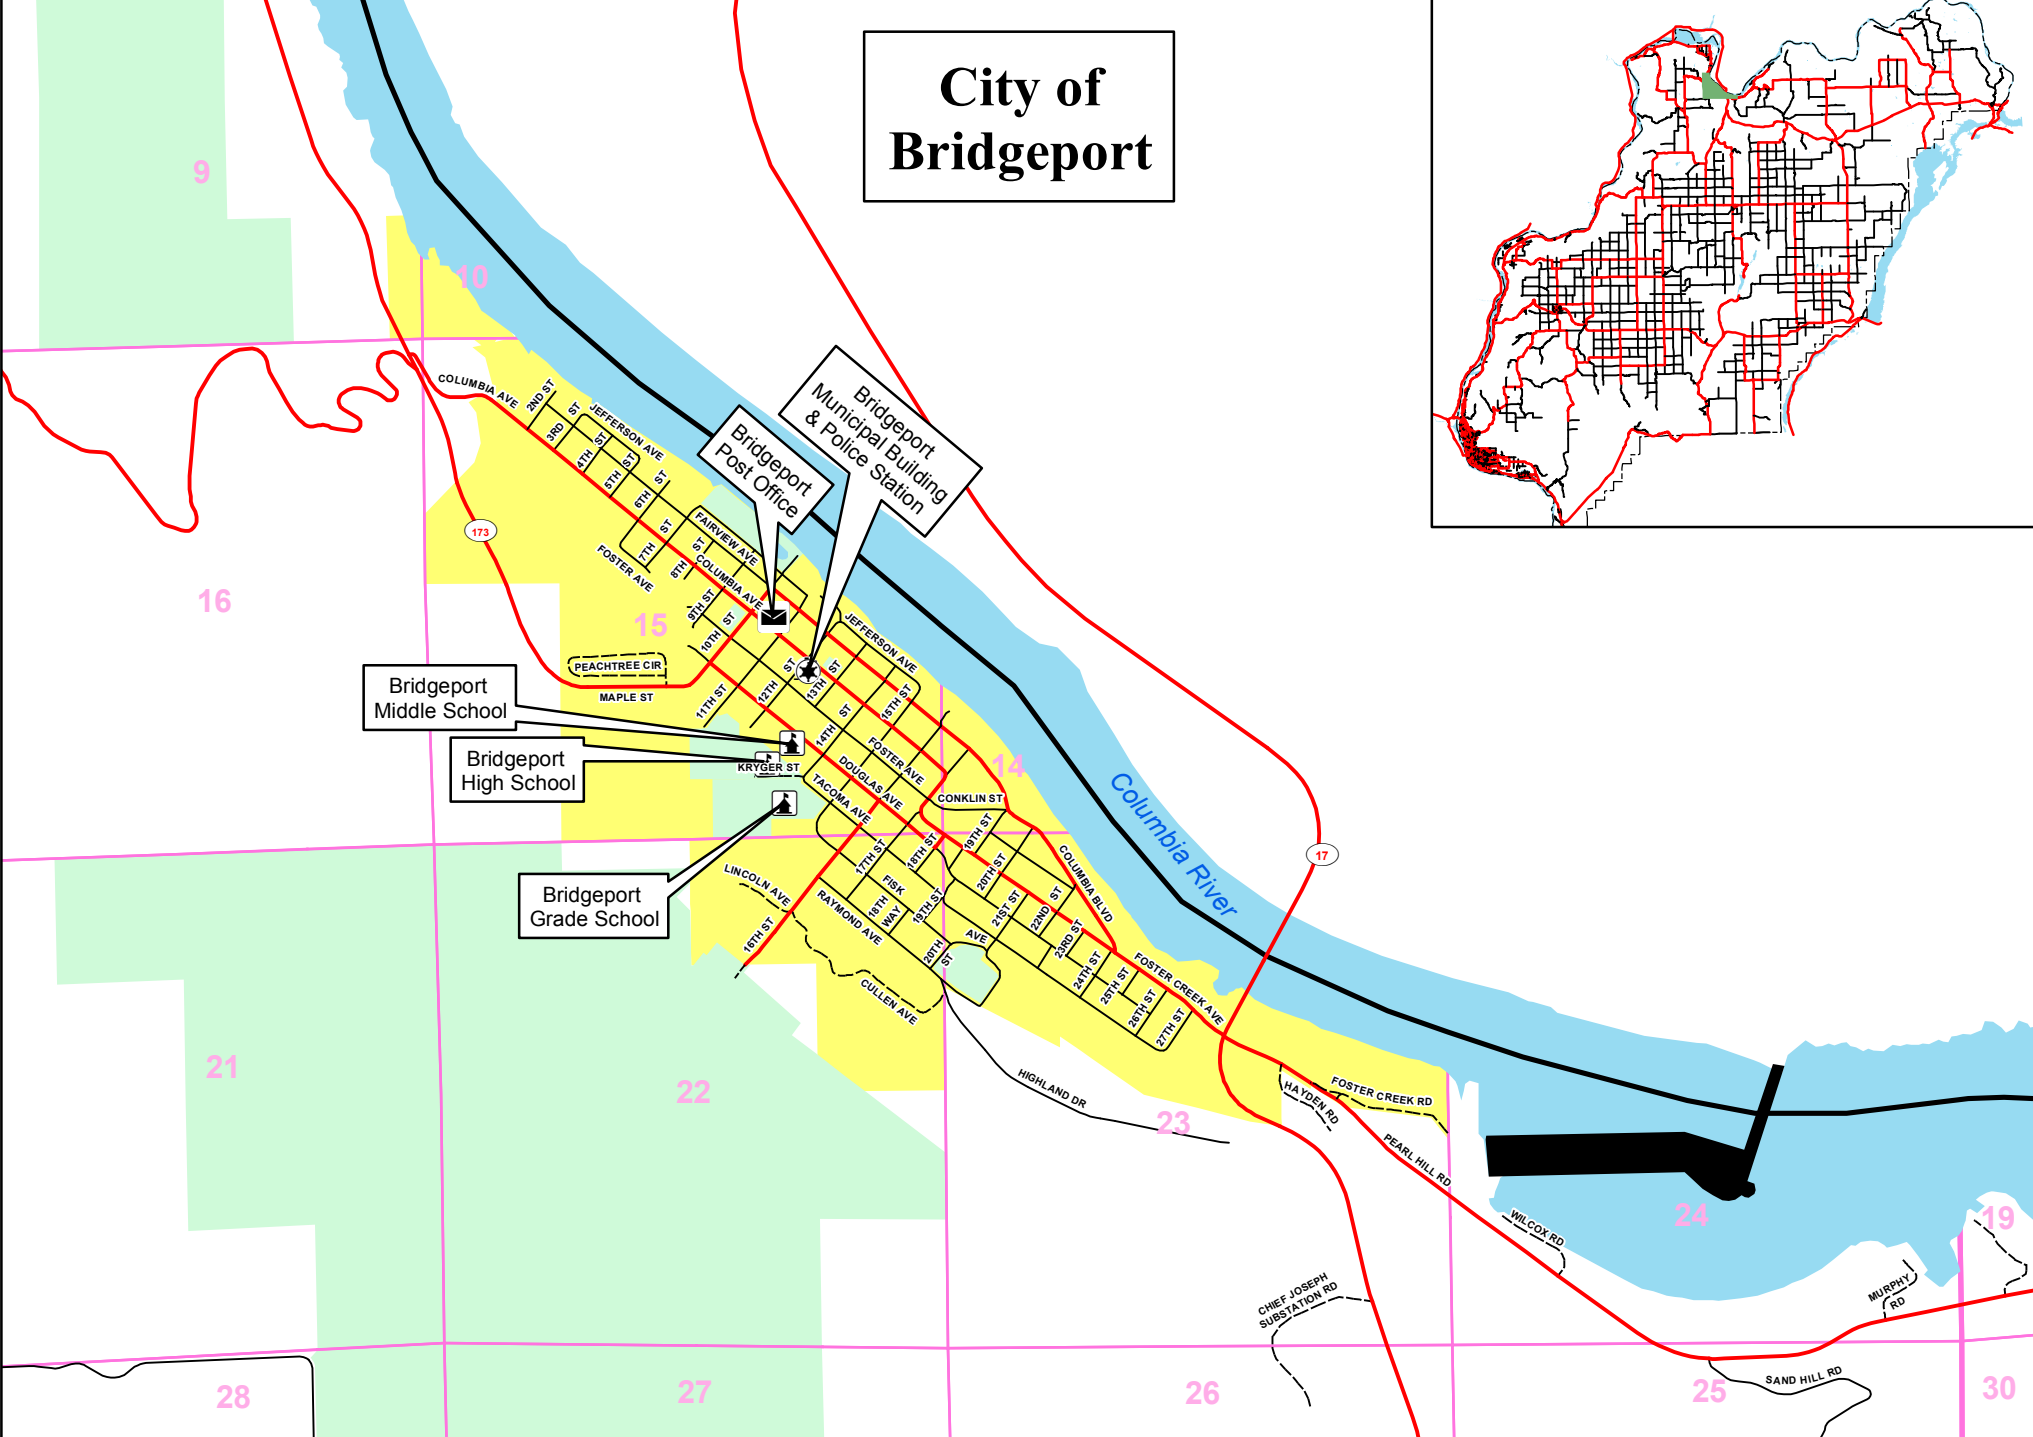 City of
Bridgeport
9
10
COLUMBIA AVE
2ND ST
3RD
ST
JEFFERSON AVE
4TH
ST
5TH
ST
6TH
ST
Bridgeport
Post Office
Bridgeport
Municipal Building
& Police Station
173
FAIRVIEW AVE
7TH
ST
FOSTER AVE
8TH
ST
COLUMBIA AVE
16
15
9TH ST
10TH
ST
JEFFERSON AVE
PEACHTREE CIR
MAPLE ST
11TH ST
12TH
ST
13TH
ST
15TH
ST
14TH
ST
Bridgeport
Middle School
Bridgeport
High School
KRYGER ST
FOSTER AVE
DOUGLAS AVE
TACOMA AVE
14
CONKLIN ST
Columbia River
17
Bridgeport
Grade School
LINCOLN AVE
17TH ST
18TH ST
19TH ST
20TH ST
COLUMBIA BLVD
FISK
WAY
18TH
19TH ST
RAYMOND AVE
16TH ST
21ST ST
22ND
ST
23RD ST
AVE
20TH
ST
CULLEN AVE
24TH ST
25TH ST
26TH ST
27TH ST
FOSTER CREEK AVE
21
22
HIGHLAND DR
23
HAYDEN RD
FOSTER CREEK RD
PEARL HILL RD
WILCOX RD
24
19
CHIEF JOSEPH
SUBSTATION RD
MURPHY
RD
SAND HILL RD
28
27
26
25
30